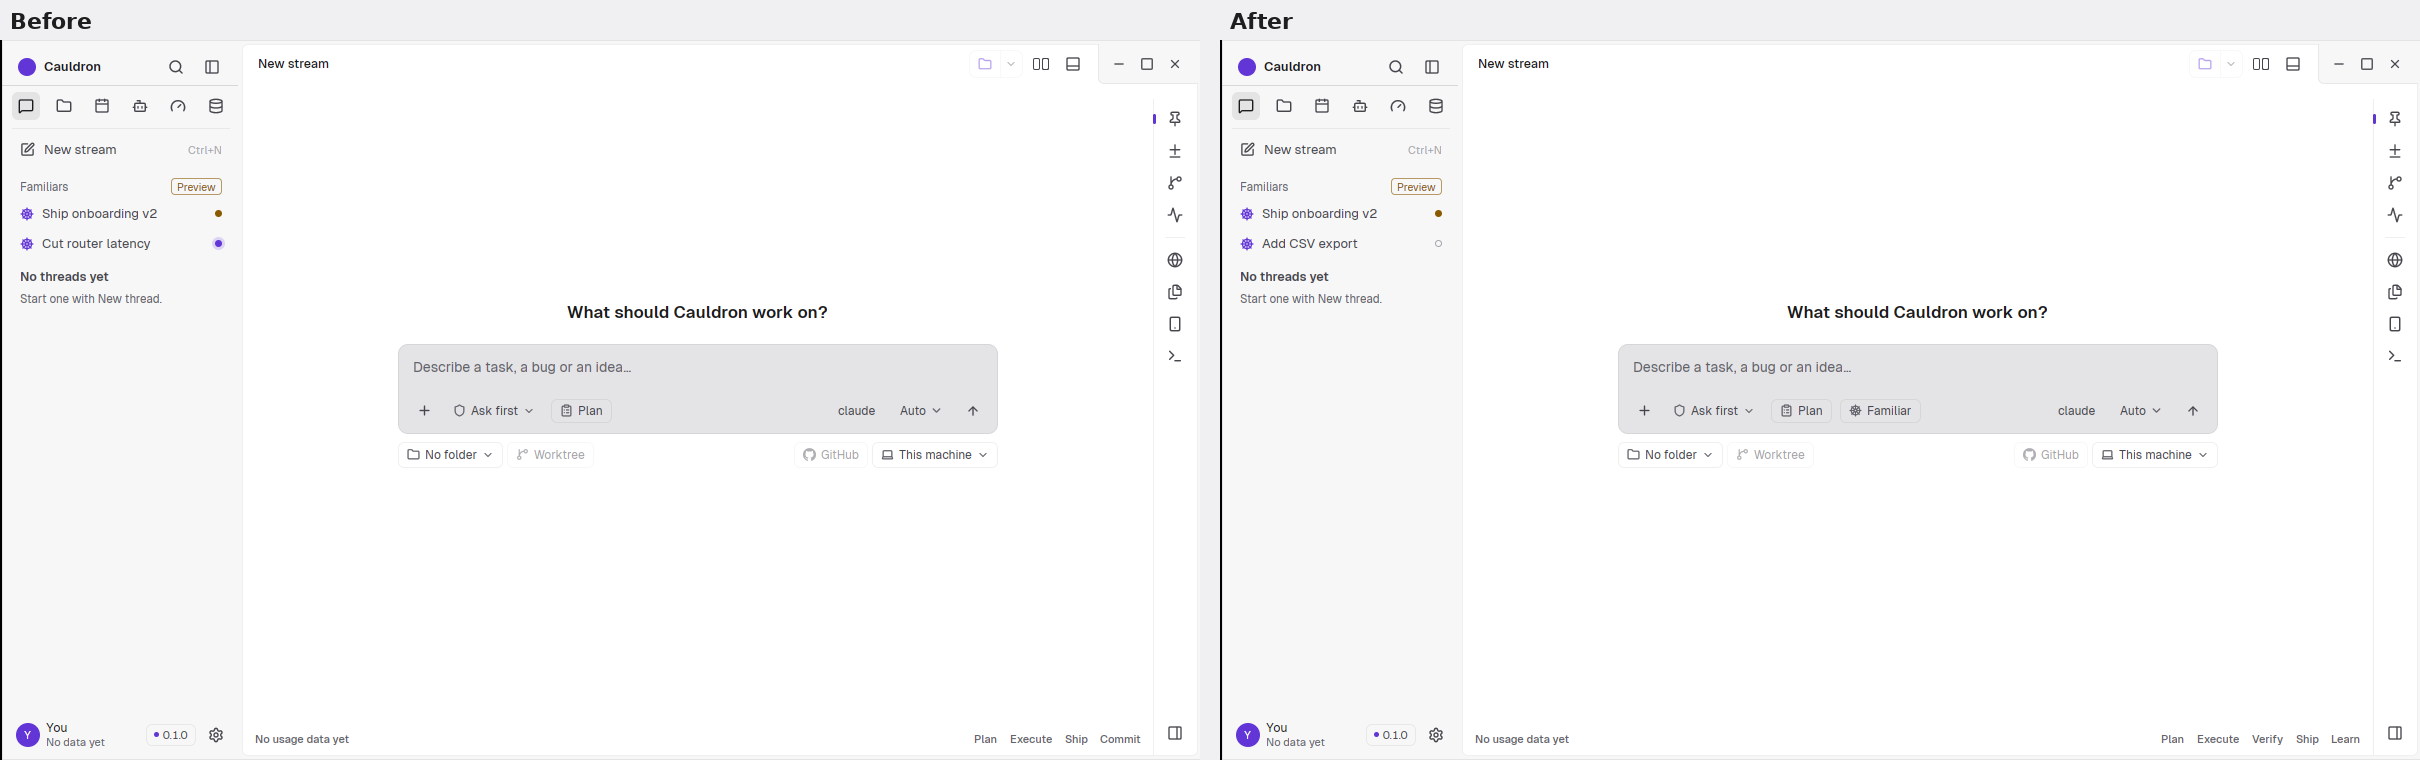 Before
Cauldron
New stream
New stream Ctrl+N
Familiars Preview
Ship onboarding v2
Cut router latency
No threads yet
Start one with New thread.
What should Cauldron work on?
Describe a task, a bug or an idea…
Ask first Plan claude Auto
No folder Worktree GitHub This machine
Y You
No data yet
0.1.0
No usage data yet
Plan Execute Ship Commit
After
Cauldron
New stream
New stream Ctrl+N
Familiars Preview
Ship onboarding v2
Add CSV export
No threads yet
Start one with New thread.
What should Cauldron work on?
Describe a task, a bug or an idea…
Ask first Plan Familiar claude Auto
No folder Worktree GitHub This machine
Y You
No data yet
0.1.0
No usage data yet
Plan Execute Verify Ship Learn